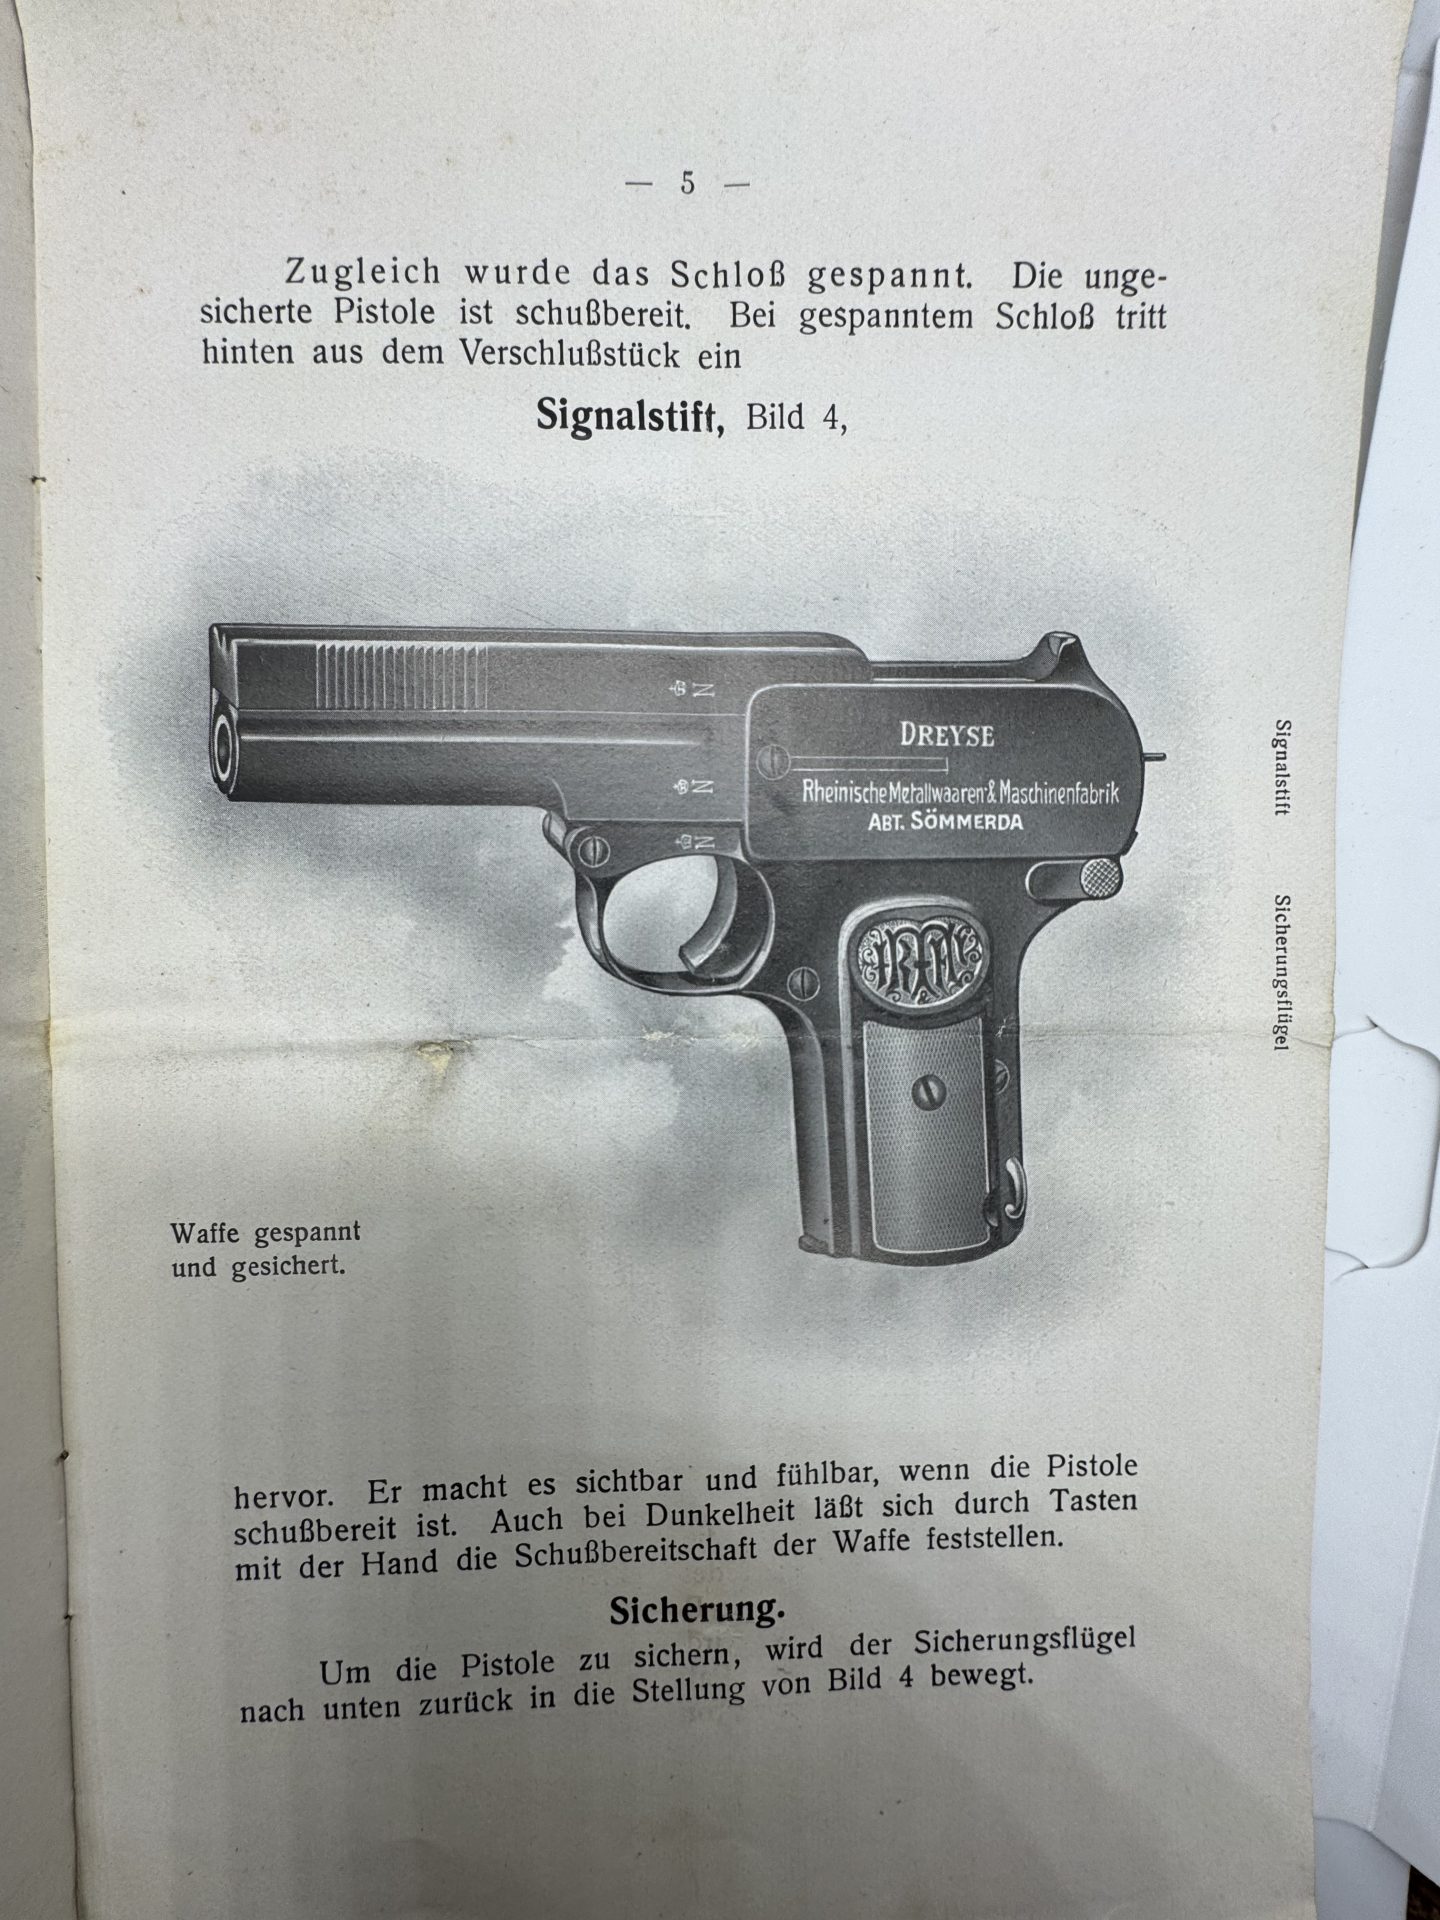 — 5 —
Zugleich wurde das Schloß gespannt. Die unge-
sicherte Pistole ist schußbereit. Bei gespanntem Schloß tritt
hinten aus dem Verschlußstück ein
Signalstift, Bild 4,
N
N
N
DREYSE
Rheinische Metallwaaren-& Maschinenfabrik
ABT. SÖMMERDA
Signalstift
Sicherungsflügel
Waffe gespannt
und gesichert.
hervor. Er macht es sichtbar und fühlbar, wenn die Pistole
schußbereit ist. Auch bei Dunkelheit läßt sich durch Tasten
mit der Hand die Schußbereitschaft der Waffe feststellen.
Sicherung.
Um die Pistole zu sichern, wird der Sicherungsflügel
nach unten zurück in die Stellung von Bild 4 bewegt.